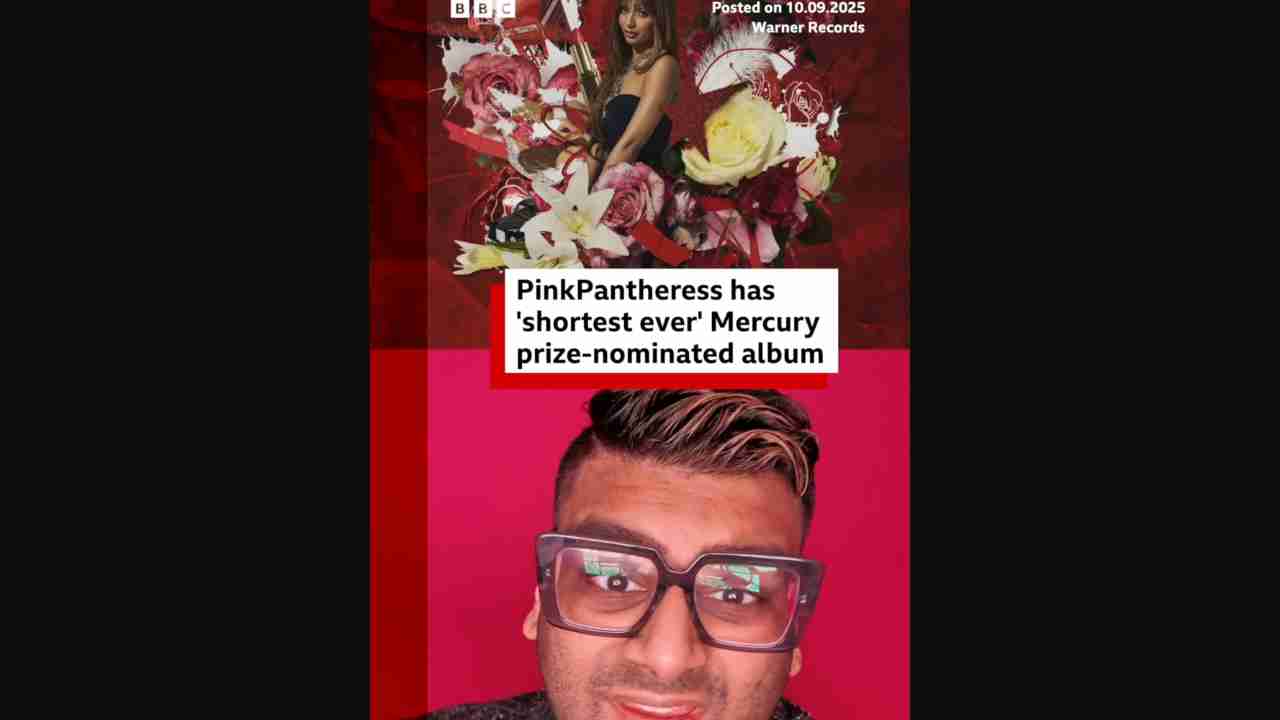 BBC
Posted on 10.09.2025
Warner Records
PinkPantheress has
'shortest ever' Mercury
prize-nominated album